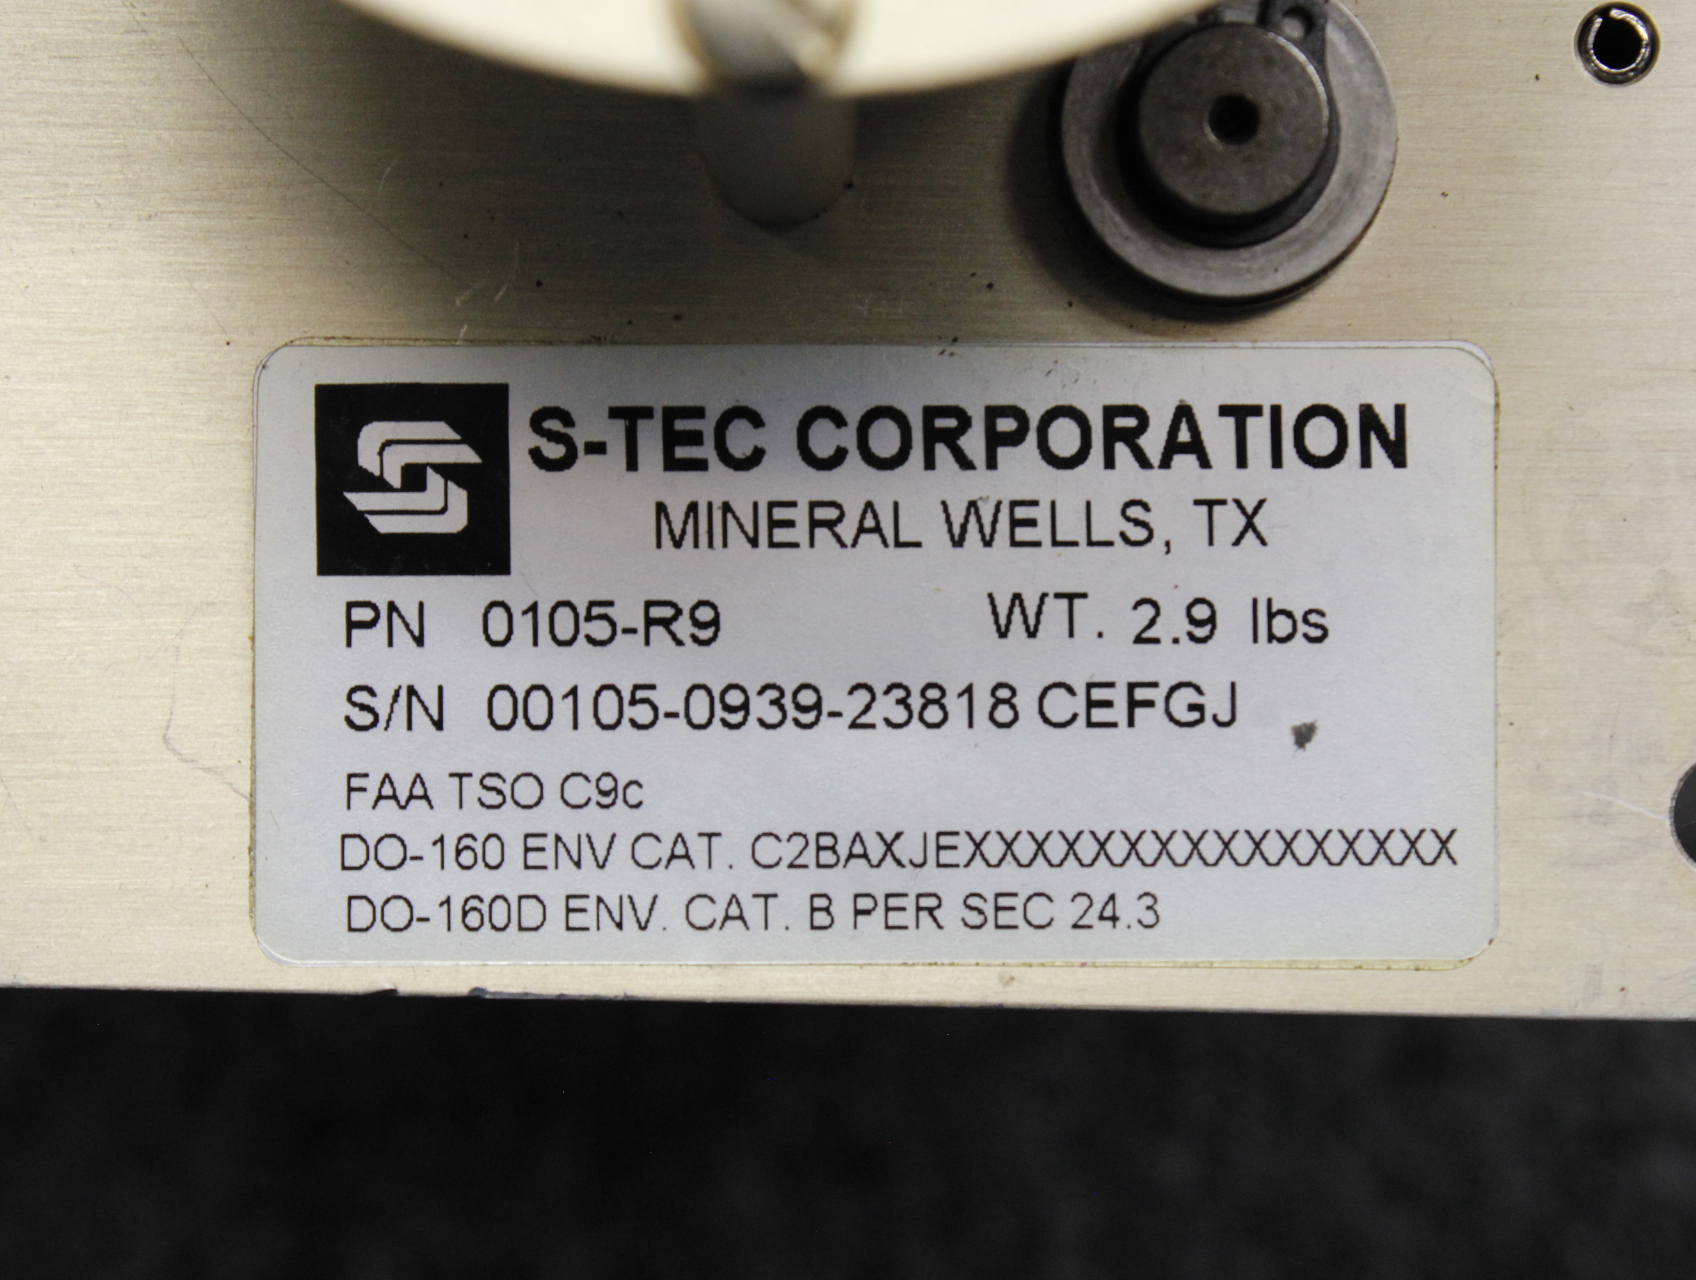 S-TEC CORPORATION
MINERAL WELLS, TX
PN 0105-R9 WT. 2.9 lbs
S/N 00105-0939-23818 CEFGJ
FAA TSO C9c
DO-160 ENV CAT. C2BAXJEXXXXXXXXXXXXXXXXX
DO-160D ENV. CAT. B PER SEC 24.3